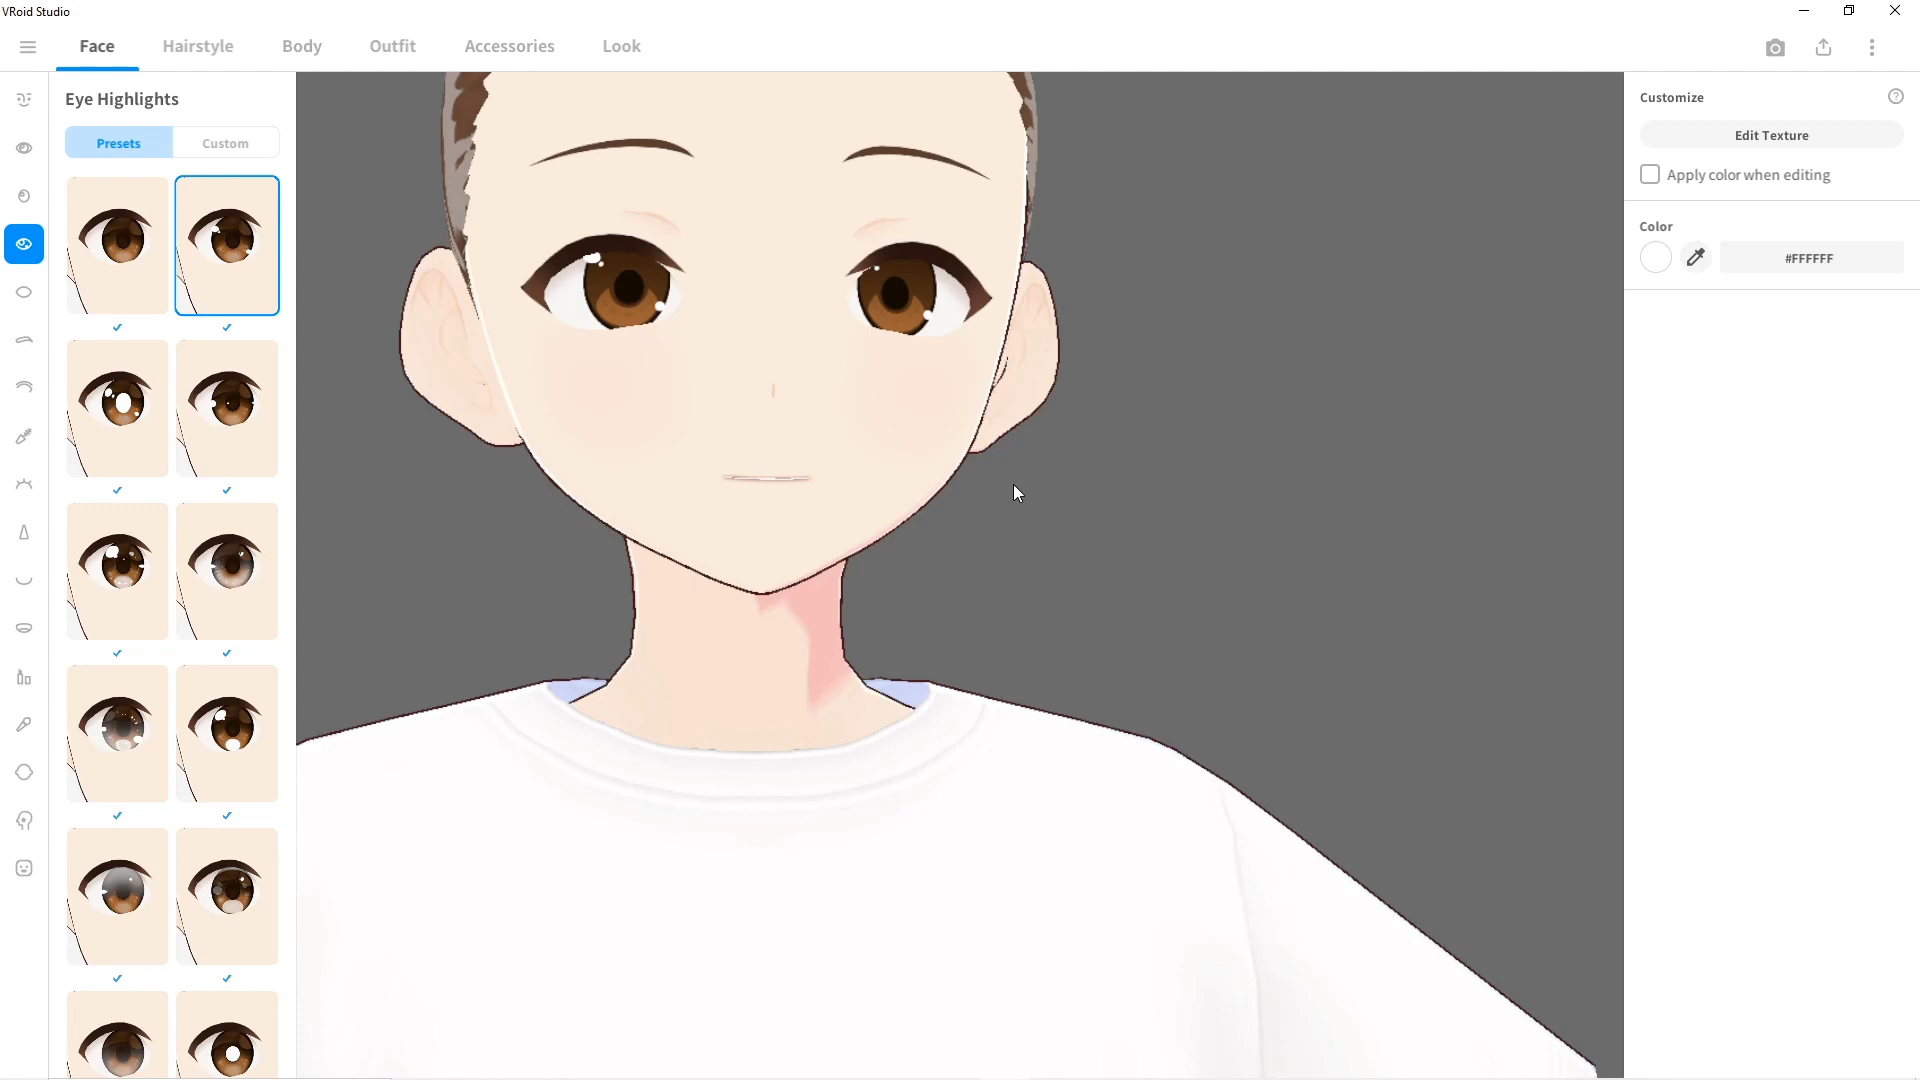 VRoid Studio
Face
Hairstyle
Body
Outfit
Accessories
Look
Eye Highlights
Presets
Custom
Customize
Edit Texture
Apply color when editing
Color
#FFFFFF